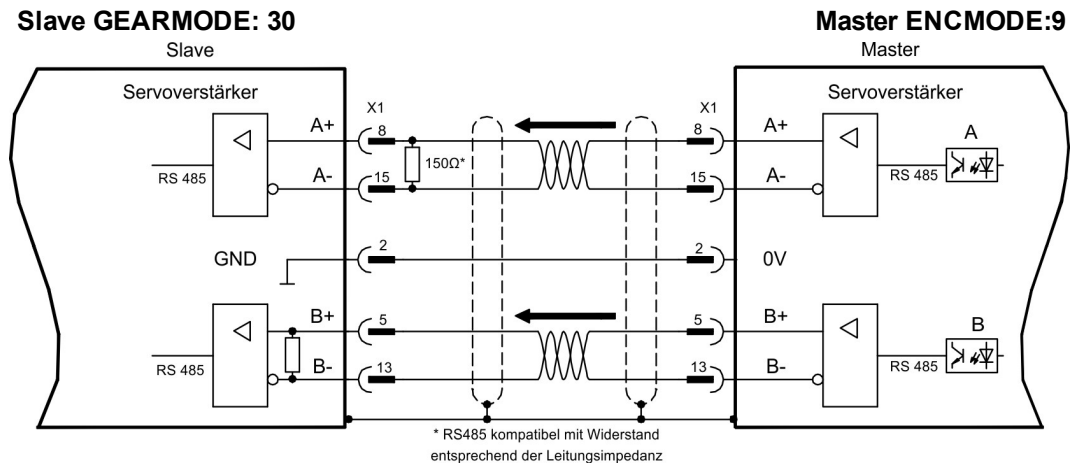 Slave GEARMODE: 30
Master ENCMODE:9
Slave
Master
Servoverstärker
Servoverstärker
X1
X1
A+
8
8
A+
A
150Ω*
RS 485
A-
15
15
A-
RS 485
GND
2
2
0V
B+
5
5
B+
B
RS 485
B-
13
13
B-
RS 485
* RS485 kompatibel mit Widerstand
entsprechend der Leitungsimpedanz